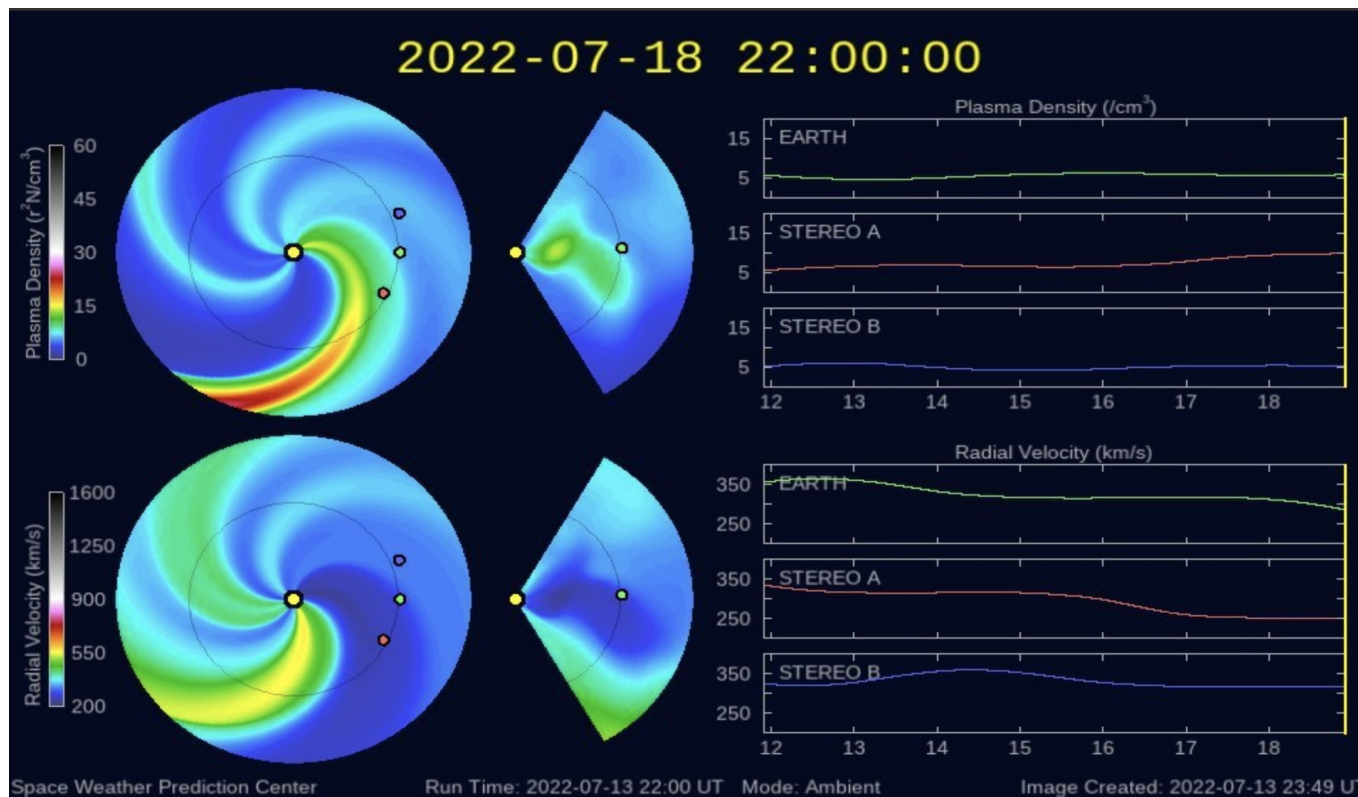 2022-07-18 22:00:00
Plasma Density (r²N/cm³)
60
45
30
15
0
Plasma Density (/cm³)
15
5
EARTH
15
5
STEREO A
15
5
STEREO B
12 13 14 15 16 17 18
Radial Velocity (km/s)
1600
1250
900
550
200
Radial Velocity (km/s)
350
250
EARTH
350
250
STEREO A
350
250
STEREO B
12 13 14 15 16 17 18
Space Weather Prediction Center Run Time: 2022-07-13 22:00 UT Mode: Ambient Image Created: 2022-07-13 23:49 UT